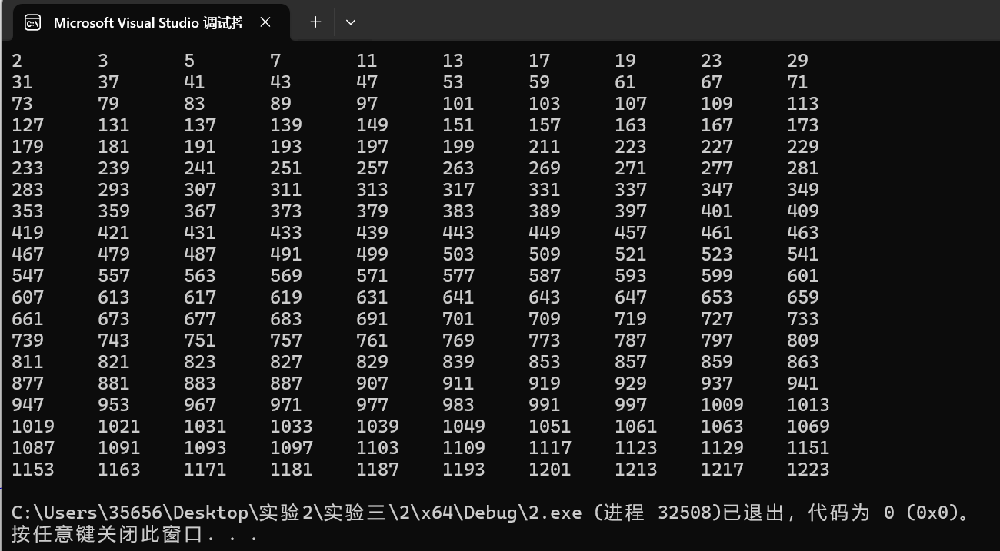 Microsoft Visual Studio 调试控
2 3 5 7 11 13 17 19 23 29
31 37 41 43 47 53 59 61 67 71
73 79 83 89 97 101 103 107 109 113
127 131 137 139 149 151 157 163 167 173
179 181 191 193 197 199 211 223 227 229
233 239 241 251 257 263 269 271 277 281
283 293 307 311 313 317 331 337 347 349
353 359 367 373 379 383 389 397 401 409
419 421 431 433 439 443 449 457 461 463
467 479 487 491 499 503 509 521 523 541
547 557 563 569 571 577 587 593 599 601
607 613 617 619 631 641 643 647 653 659
661 673 677 683 691 701 709 719 727 733
739 743 751 757 761 769 773 787 797 809
811 821 823 827 829 839 853 857 859 863
877 881 883 887 907 911 919 929 937 941
947 953 967 971 977 983 991 997 1009 1013
1019 1021 1031 1033 1039 1049 1051 1061 1063 1069
1087 1091 1093 1097 1103 1109 1117 1123 1129 1151
1153 1163 1171 1181 1187 1193 1201 1213 1217 1223
C:\Users\35656\Desktop\实验2\实验三\2\x64\Debug\2.exe (进程 32508)已退出，代码为 0 (0x0)。
按任意键关闭此窗口. . .